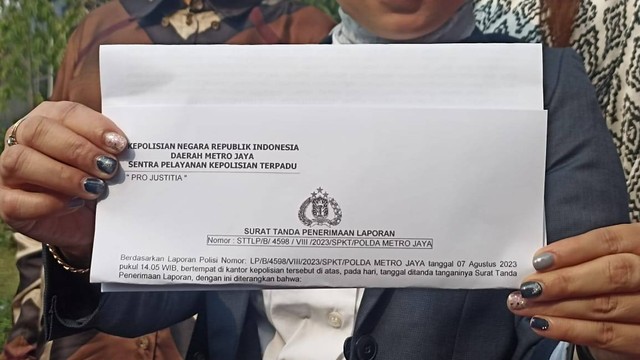 KEPOLISIAN NEGARA REPUBLIK INDONESIA
DAERAH METRO JAYA
SENTRA PELAYANAN KEPOLISIAN TERPADU
" PRO JUSTITIA "
SURAT TANDA PENERIMAAN LAPORAN
Nomor : STTLP/B/ 4598 / VIII /2023/SPKT/POLDA METRO JAYA
Berdasarkan Laporan Polisi Nomor: LP/B/4598/VIII/2023/SPKT/POLDA METRO JAYA tanggal 07 Agustus 2023
pukul 14.05 WIB, bertempat di kantor kepolisian tersebut di atas, pada hari, tanggal ditanda tanganinya Surat Tanda
Penerimaan Laporan, dengan ini diterangkan bahwa: